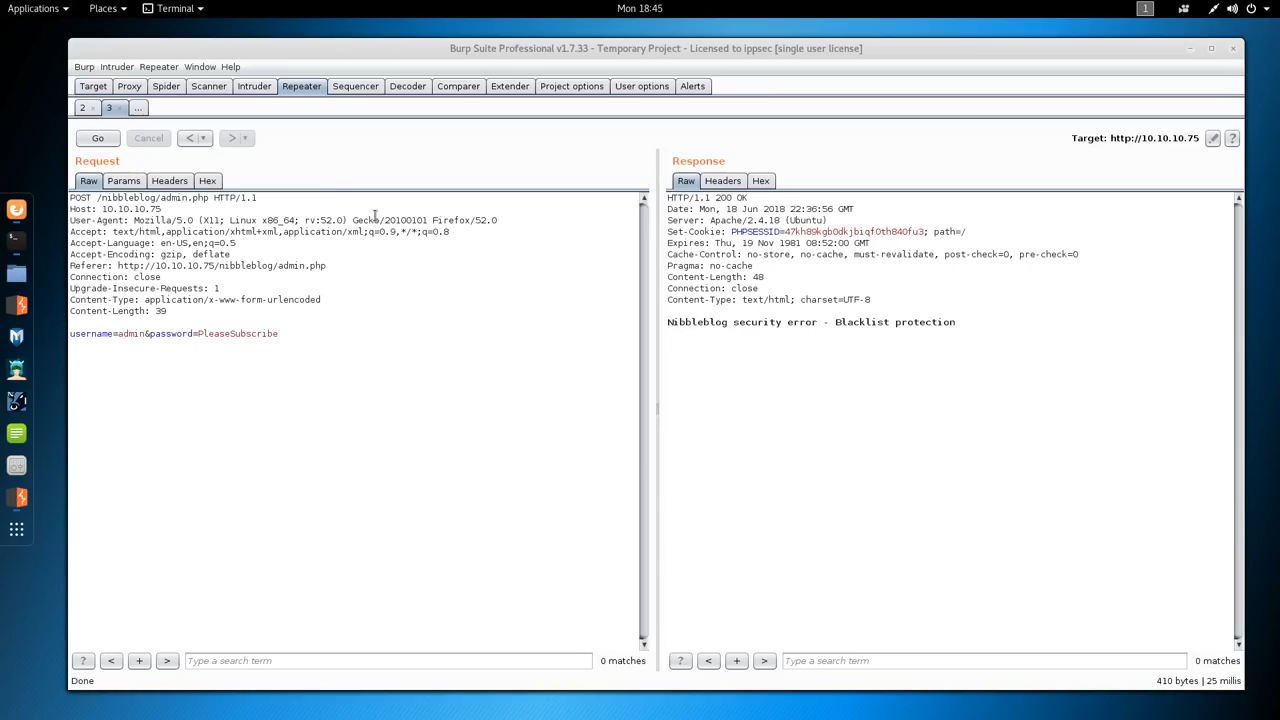 Applications Places Terminal Mon 18:45 1
Burp Suite Professional v1.7.33 - Temporary Project - Licensed to ippsec [single user license]
Burp Intruder Repeater Window Help
Target Proxy Spider Scanner Intruder Repeater Sequencer Decoder Comparer Extender Project options User options Alerts
2 × 3 × ...
Go Cancel < > Target: http://10.10.10.75 ?
Request
Raw Params Headers Hex
POST /nibbleblog/admin.php HTTP/1.1
Host: 10.10.10.75
User-Agent: Mozilla/5.0 (X11; Linux x86_64; rv:52.0) Gecko/20100101 Firefox/52.0
Accept: text/html,application/xhtml+xml,application/xml;q=0.9,*/*;q=0.8
Accept-Language: en-US,en;q=0.5
Accept-Encoding: gzip, deflate
Referer: http://10.10.10.75/nibbleblog/admin.php
Connection: close
Upgrade-Insecure-Requests: 1
Content-Type: application/x-www-form-urlencoded
Content-Length: 39
username=admin&password=PleaseSubscribe
? < + > Type a search term 0 matches
Response
Raw Headers Hex
HTTP/1.1 200 OK
Date: Mon, 18 Jun 2018 22:36:56 GMT
Server: Apache/2.4.18 (Ubuntu)
Set-Cookie: PHPSESSID=47kh89kgb0dkjbiqf0th840fu3; path=/
Expires: Thu, 19 Nov 1981 08:52:00 GMT
Cache-Control: no-store, no-cache, must-revalidate, post-check=0, pre-check=0
Pragma: no-cache
Content-Length: 48
Connection: close
Content-Type: text/html; charset=UTF-8
Nibbleblog security error - Blacklist protection
? < + > Type a search term 0 matches
Done 410 bytes | 25 millis